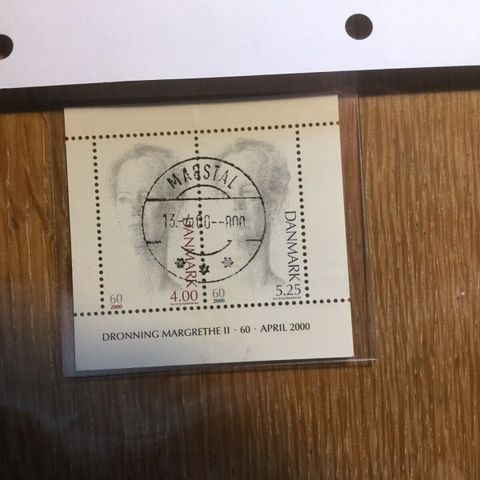 MARSTAL
DANMARK
60
2000
4.00
DANMARK
60
2000
5.25
DRONNING MARGRETHE II · 60 · APRIL 2000